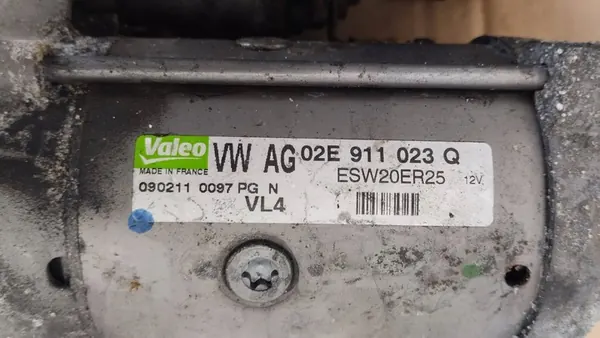 Valeo VW AG 02E 911 023 Q
MADE IN FRANCE ESW20ER25 12V
090211 0097 PG N
VL4